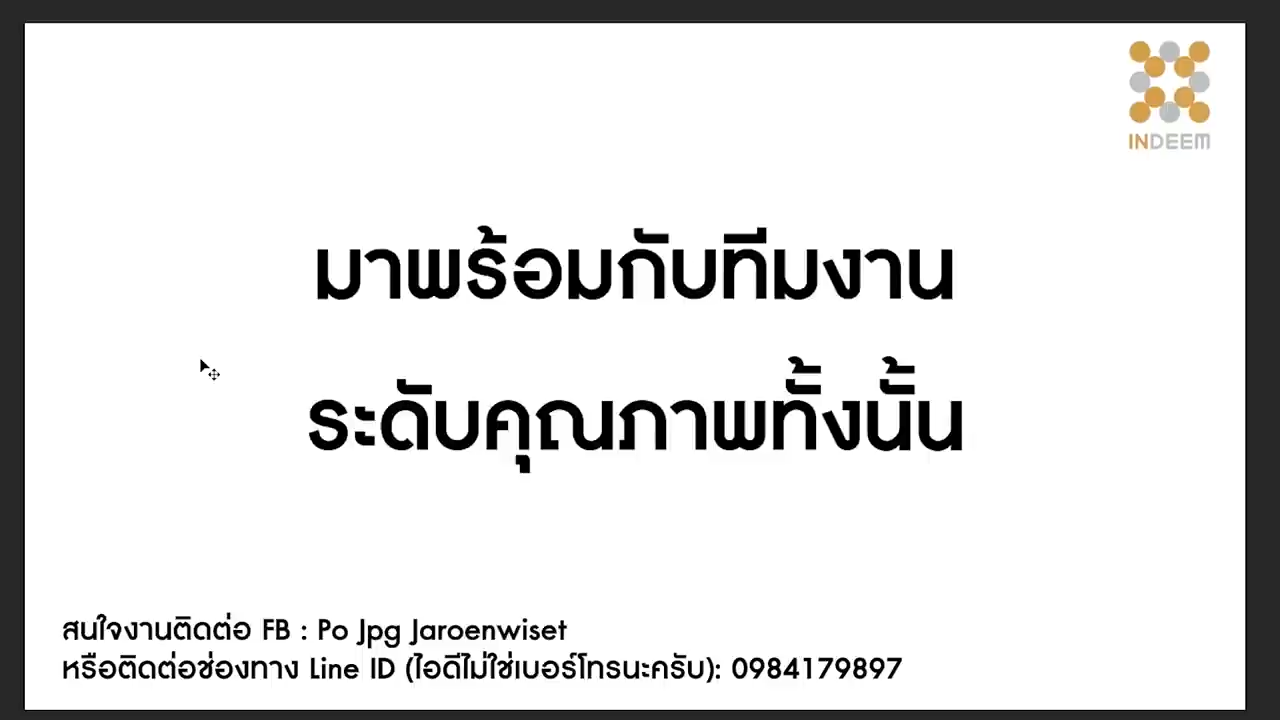 INDEEM
มาพร้อมกับทีมงาน
ระดับคุณภาพทั้งนั้น
สนใจงานติดต่อ FB : Po Jpg Jaroenwiset
หรือติดต่อช่องทาง Line ID (ไอดีไม่ใช่เบอร์โทรนะครับ): 0984179897